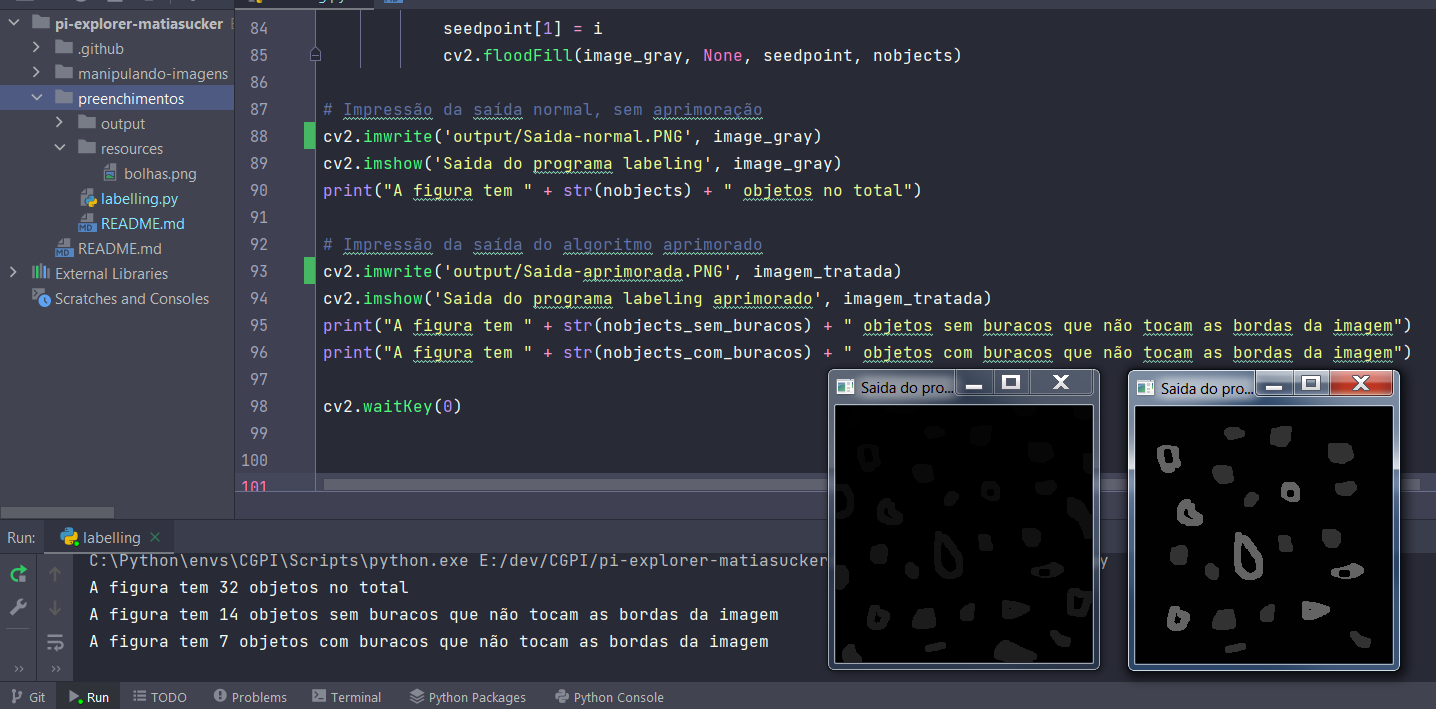 pi-explorer-matiasucker
.github
manipulando-imagens
preenchimentos
output
resources
bolhas.png
labelling.py
README.md
README.md
External Libraries
Scratches and Consoles
84 seedpoint[1] = i
85 cv2.floodFill(image_gray, None, seedpoint, nobjects)
86
87 # Impressão da saída normal, sem aprimoração
88 cv2.imwrite('output/Saida-normal.PNG', image_gray)
89 cv2.imshow('Saida do programa labeling', image_gray)
90 print("A figura tem " + str(nobjects) + " objetos no total")
91
92 # Impressão da saída do algoritmo aprimorado
93 cv2.imwrite('output/Saida-aprimorada.PNG', imagem_tratada)
94 cv2.imshow('Saida do programa labeling aprimorado', imagem_tratada)
95 print("A figura tem " + str(nobjects_sem_buracos) + " objetos sem buracos que não tocam as bordas da imagem")
96 print("A figura tem " + str(nobjects_com_buracos) + " objetos com buracos que não tocam as bordas da imagem")
97
98 cv2.waitKey(0)
99
100
101
Saida do pro...
Saida do pro...
Run: labelling
C:\Python\envs\CGPI\Scripts\python.exe E:/dev/CGPI/pi-explorer-matiasucker
A figura tem 32 objetos no total
A figura tem 14 objetos sem buracos que não tocam as bordas da imagem
A figura tem 7 objetos com buracos que não tocam as bordas da imagem
Git Run TODO Problems Terminal Python Packages Python Console